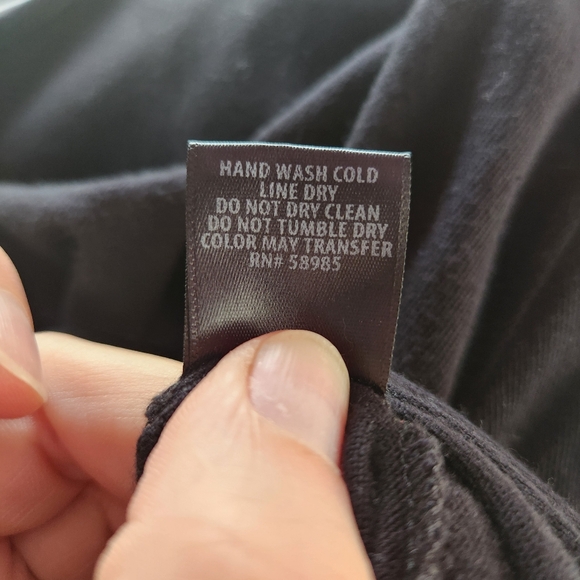 HAND WASH COLD
LINE DRY
DO NOT DRY CLEAN
DO NOT TUMBLE DRY
COLOR MAY TRANSFER
RN# 58985